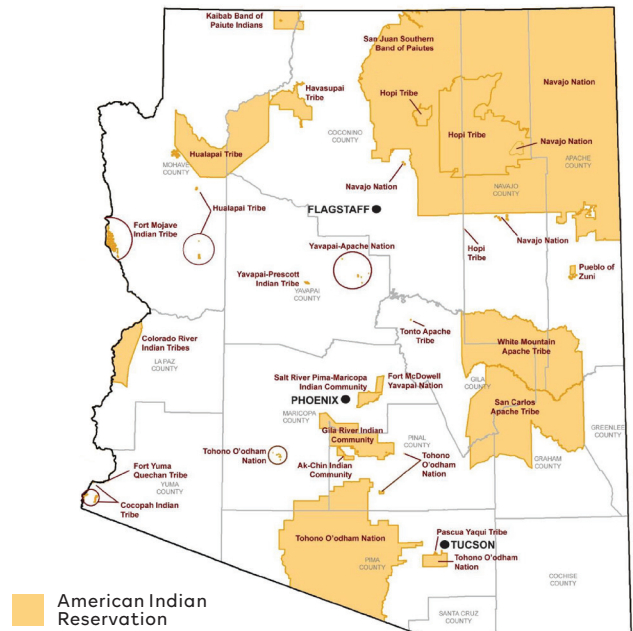 Kaibab Band of
Paiute Indians
San Juan Southern
Band of Paiutes
Havasupai
Tribe
Hopi Tribe
Navajo Nation
COCONINO
COUNTY
Hopi Tribe
Navajo Nation
Hualapai Tribe
MOHAVE
COUNTY
APACHE
COUNTY
Navajo Nation
NAVAJO
COUNTY
Hualapai Tribe
FLAGSTAFF
Fort Mojave
Indian Tribe
Yavapai-Apache Nation
Hopi
Tribe
Navajo Nation
Yavapai-Prescott
Indian Tribe
YAVAPAI
COUNTY
Pueblo of
Zuni
Tonto Apache
Tribe
Colorado River
Indian Tribes
LA PAZ
COUNTY
White Mountain
Apache Tribe
Salt River Pima-Maricopa
Indian Community
Fort McDowell
Yavapai Nation
GILA
COUNTY
PHOENIX
San Carlos
Apache Tribe
MARICOPA
COUNTY
Gila River Indian
Community
GREENLEE
COUNTY
PINAL
COUNTY
Tohono O'odham
Nation
Ak-Chin Indian
Community
Tohono
O'odham
Nation
GRAHAM
COUNTY
Fort Yuma
Quechan Tribe
YUMA
COUNTY
Cocopah Indian
Tribe
Tohono O'odham Nation
Pascua Yaqui Tribe
TUCSON
Tohono O'odham
Nation
PIMA
COUNTY
COCHISE
COUNTY
SANTA CRUZ
COUNTY
American Indian
Reservation